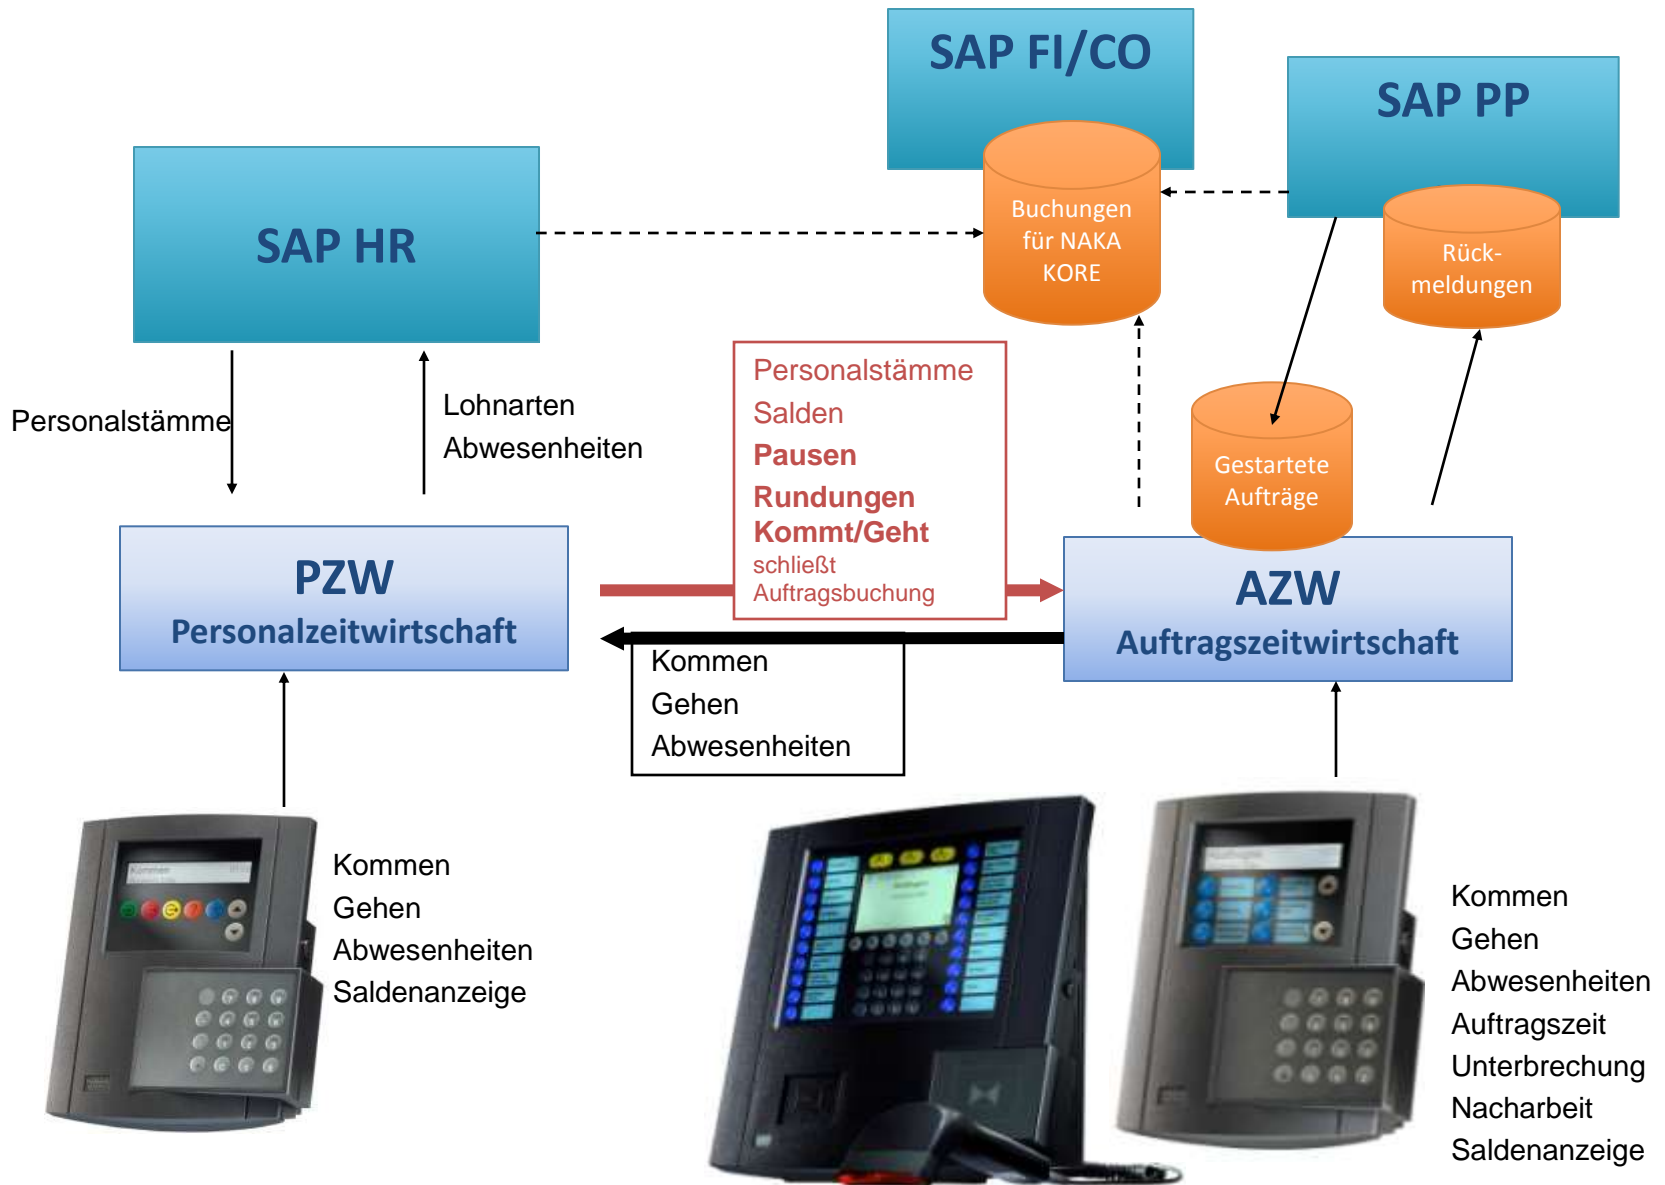 SAP FI/CO
SAP PP
SAP HR
Buchungen
für NAKA
KORE
Rück-
meldungen
Personalstämme
Lohnarten
Abwesenheiten
Personalstämme
Salden
Pausen
Rundungen
Kommt/Geht
schließt
Auftragsbuchung
Gestartete
Aufträge
PZW
Personalzeitwirtschaft
AZW
Auftragszeitwirtschaft
Kommen
Gehen
Abwesenheiten
Kommen
Kommen
Gehen
Abwesenheiten
Saldenanzeige
Kommen
Gehen
Abwesenheiten
Auftragszeit
Unterbrechung
Nacharbeit
Saldenanzeige